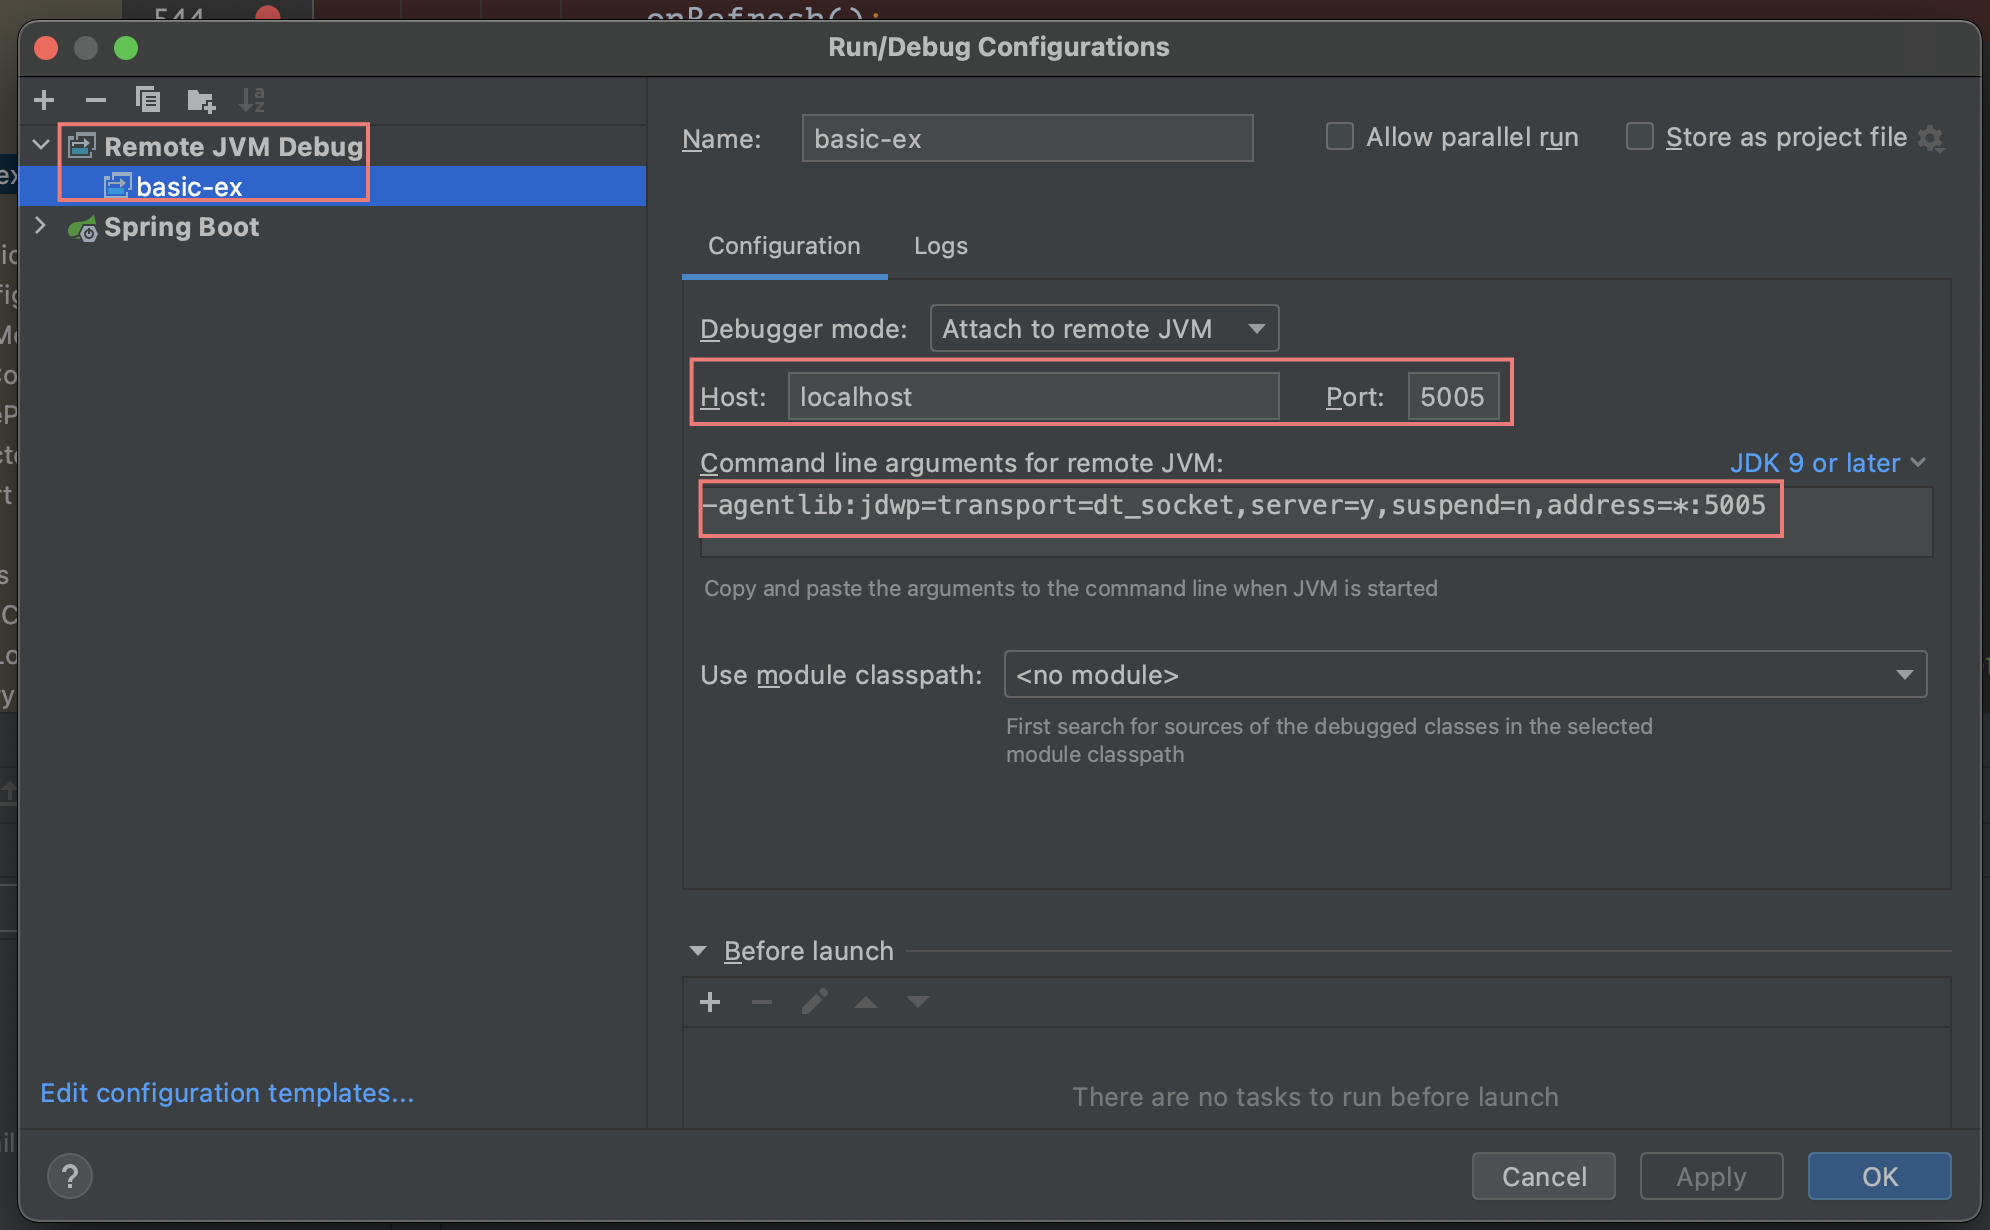 544 onRefresh();
Run/Debug Configurations
Remote JVM Debug
basic-ex
Spring Boot
Edit configuration templates...
Name: basic-ex
Allow parallel run
Store as project file
Configuration Logs
Debugger mode: Attach to remote JVM
Host: localhost Port: 5005
Command line arguments for remote JVM: JDK 9 or later
-agentlib:jdwp=transport=dt_socket,server=y,suspend=n,address=*:5005
Copy and paste the arguments to the command line when JVM is started
Use module classpath: <no module>
First search for sources of the debugged classes in the selected
module classpath
Before launch
There are no tasks to run before launch
?
Cancel Apply OK